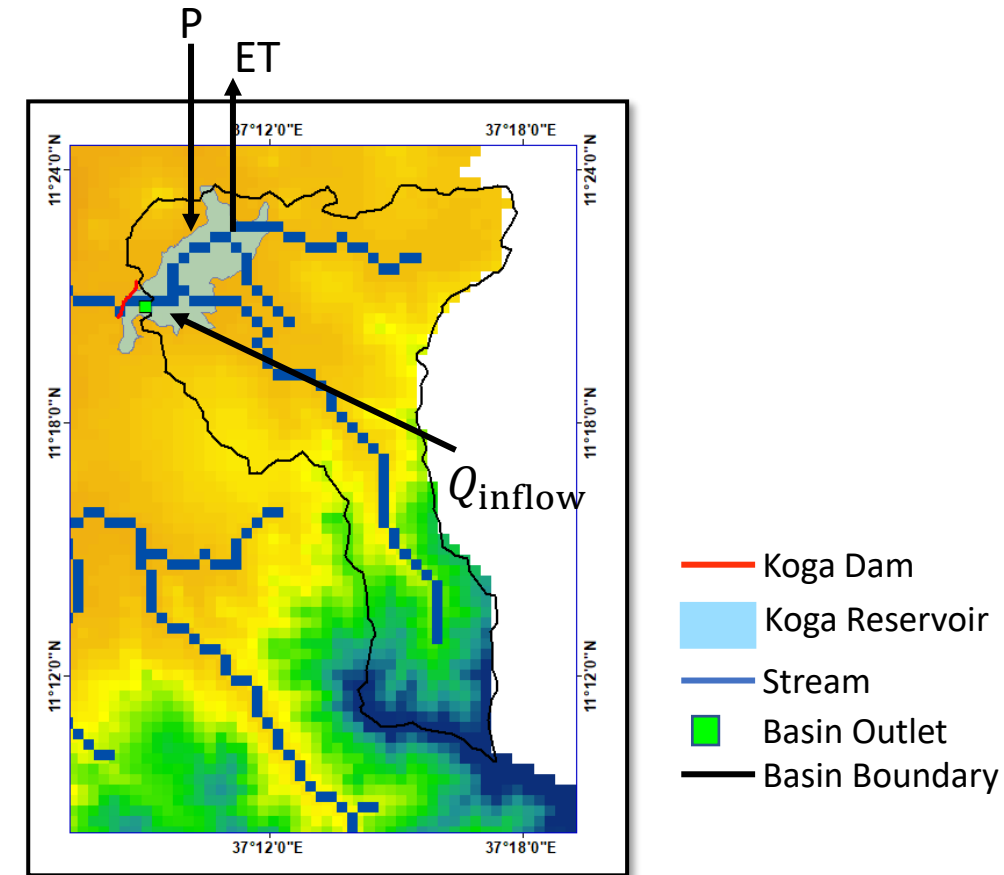 P
ET
37°12'0"E
37°18'0"E
11°24'0"N
11°24'0"N
11°18'0"N
11°18'0"N
Qinflow
11°12'0"N
11°12'0"N
37°12'0"E
37°18'0"E
Koga Dam
Koga Reservoir
Stream
Basin Outlet
Basin Boundary